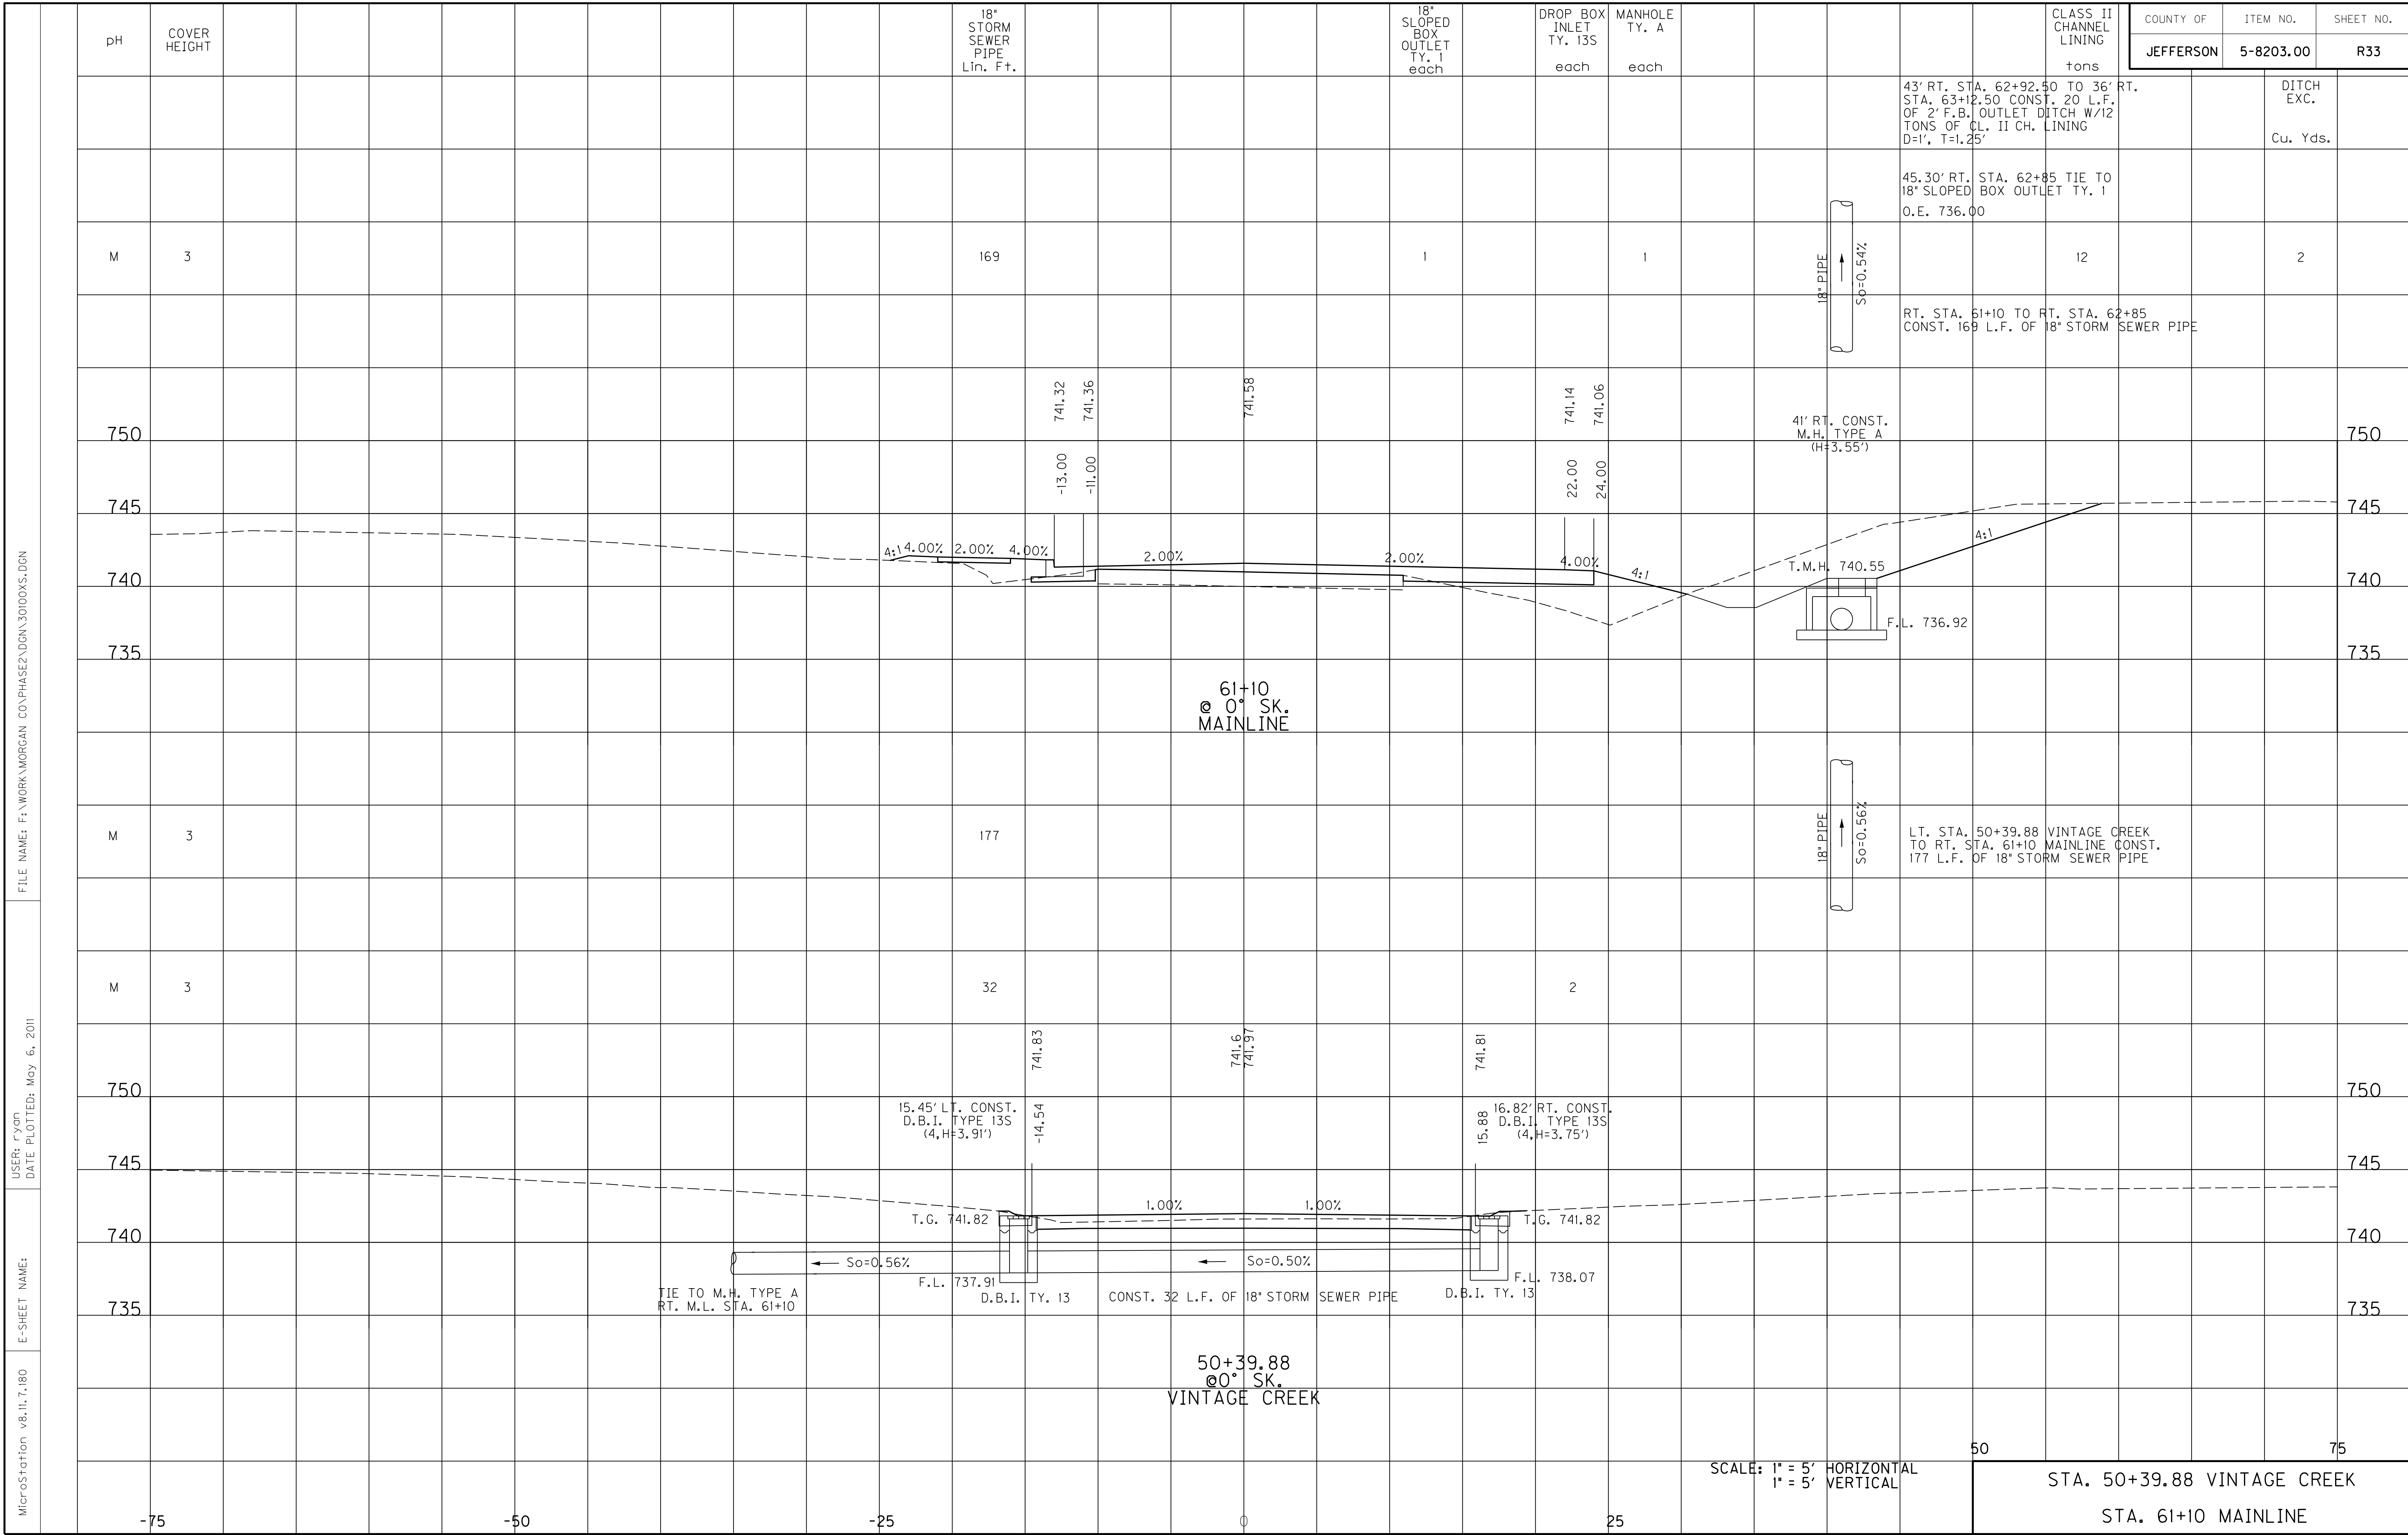 pH
COVER
HEIGHT
18"
STORM
SEWER
PIPE
Lin. Ft.
18"
SLOPED
BOX
OUTLET
TY. 1
each
DROP BOX
INLET
TY. 13S
each
MANHOLE
TY. A
each
CLASS II
CHANNEL
LINING
tons
COUNTY OF
ITEM NO.
SHEET NO.
JEFFERSON
5-8203.00
R33
43' RT. STA. 62+92.50 TO 36' RT.
STA. 63+12.50 CONST. 20 L.F.
OF 2' F.B. OUTLET DITCH W/12
TONS OF CL. II CH. LINING
D=1', T=1.25'
DITCH
EXC.
Cu. Yds.
45.30' RT. STA. 62+85 TIE TO
18" SLOPED BOX OUTLET TY. 1
O.E. 736.00
M
3
169
1
1
18" PIPE
So=0.54%
12
2
RT. STA. 61+10 TO RT. STA. 62+85
CONST. 169 L.F. OF 18" STORM SEWER PIPE
741.32
741.36
741.58
741.14
741.06
41' RT. CONST.
M.H. TYPE A
(H=3.55')
750
750
-13.00
-11.00
22.00
24.00
745
745
4:1
4.00%
2.00%
4.00%
2.00%
2.00%
4.00%
4:1
4:1
T.M.H. 740.55
740
740
F.L. 736.92
735
735
61+10
@ 0° SK.
MAINLINE
M
3
177
18" PIPE
So=0.56%
LT. STA. 50+39.88 VINTAGE CREEK
TO RT. STA. 61+10 MAINLINE CONST.
177 L.F. OF 18" STORM SEWER PIPE
M
3
32
2
741.83
741.6
741.97
741.81
750
750
15.45' LT. CONST.
D.B.I. TYPE 13S
(4,H=3.91')
-14.54
15.88
16.82' RT. CONST.
D.B.I. TYPE 13S
(4,H=3.75')
745
745
1.00%
1.00%
T.G. 741.82
T.G. 741.82
740
740
So=0.56%
So=0.50%
F.L. 737.91
F.L. 738.07
TIE TO M.H. TYPE A
RT. M.L. STA. 61+10
D.B.I. TY. 13
CONST. 32 L.F. OF 18" STORM SEWER PIPE
D.B.I. TY. 13
735
735
50+39.88
@0° SK.
VINTAGE CREEK
50
75
SCALE: 1" = 5' HORIZONTAL
1" = 5' VERTICAL
STA. 50+39.88 VINTAGE CREEK
STA. 61+10 MAINLINE
-75
-50
-25
0
25
FILE NAME: F:\WORK\MORGAN CO\PHASE2\DGN\30100XS.DGN
USER: ryan
DATE PLOTTED: May 6, 2011
E-SHEET NAME:
MicroStation v8.11.7.180